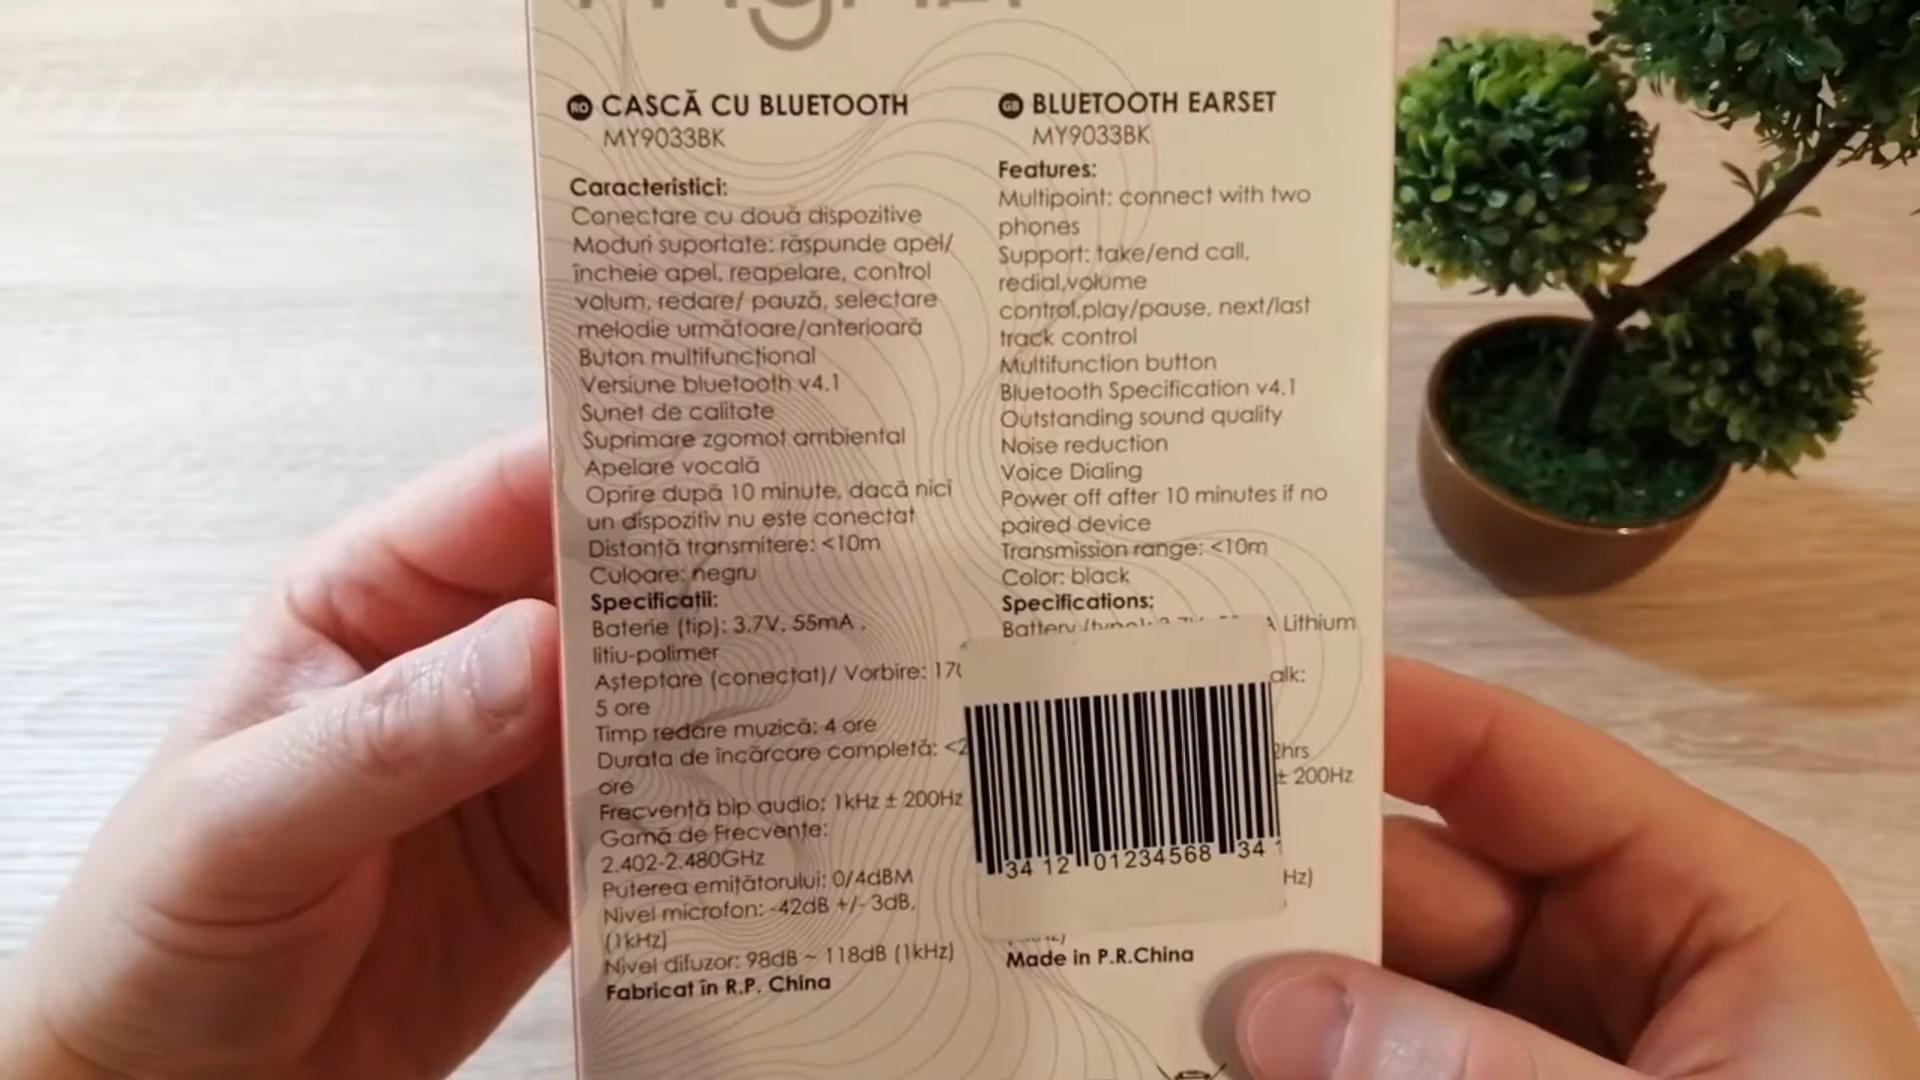 RO CASCĂ CU BLUETOOTH
MY9033BK
Caracteristici:
Conectare cu două dispozitive
Moduri suportate: răspunde apel/
încheie apel, reapelare, control
volum, redare/ pauză, selectare
melodie următoare/anterioară
Buton multifuncțional
Versiune bluetooth v4.1
Sunet de calitate
Suprimare zgomot ambiental
Apelare vocală
Oprire după 10 minute, dacă nici
un dispozitiv nu este conectat
Distanță transmitere: <10m
Culoare: negru
Specificații:
Baterie (tip): 3.7V, 55mA,
litiu-polimer
Așteptare (conectat)/ Vorbire:
5 ore
Timp redare muzică: 4 ore
Durata de încărcare completă: <2
ore
Frecvență bip audio: 1kHz ± 200Hz
Gamă de Frecvențe:
2.402-2.480GHz
Puterea emițătorului: 0/4dBM
Nivel microfon: -42dB +/- 3dB,
(1kHz)
Nivel difuzor: 98dB ~ 118dB (1kHz)
Fabricat în R.P. China
GB BLUETOOTH EARSET
MY9033BK
Features:
Multipoint: connect with two
phones
Support: take/end call,
redial,volume
control,play/pause, next/last
track control
Multifunction button
Bluetooth Specification v4.1
Outstanding sound quality
Noise reduction
Voice Dialing
Power off after 10 minutes if no
paired device
Transmission range: <10m
Color: black
Specifications:
Battery Lithium
2hrs
± 200Hz
34 12 01234568 34
Hz)
Made in P.R.China